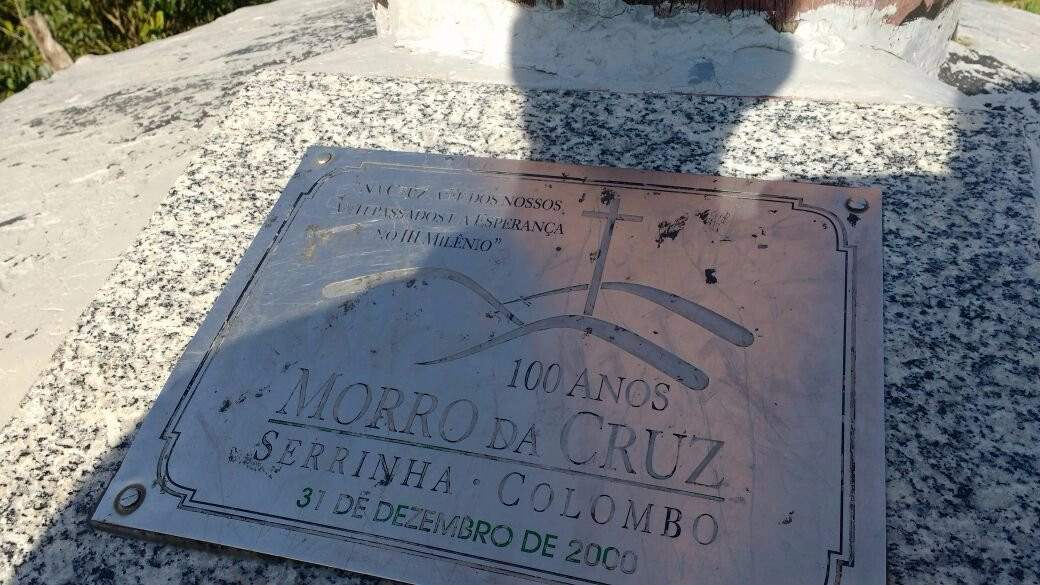 "NA CRUZ A FÉ DOS NOSSOS
PASSADOS E A ESPERANÇA
NO III MILÊNIO"
100 ANOS
MORRO DA CRUZ
SERRINHA · COLOMBO
31 DE DEZEMBRO DE 2000